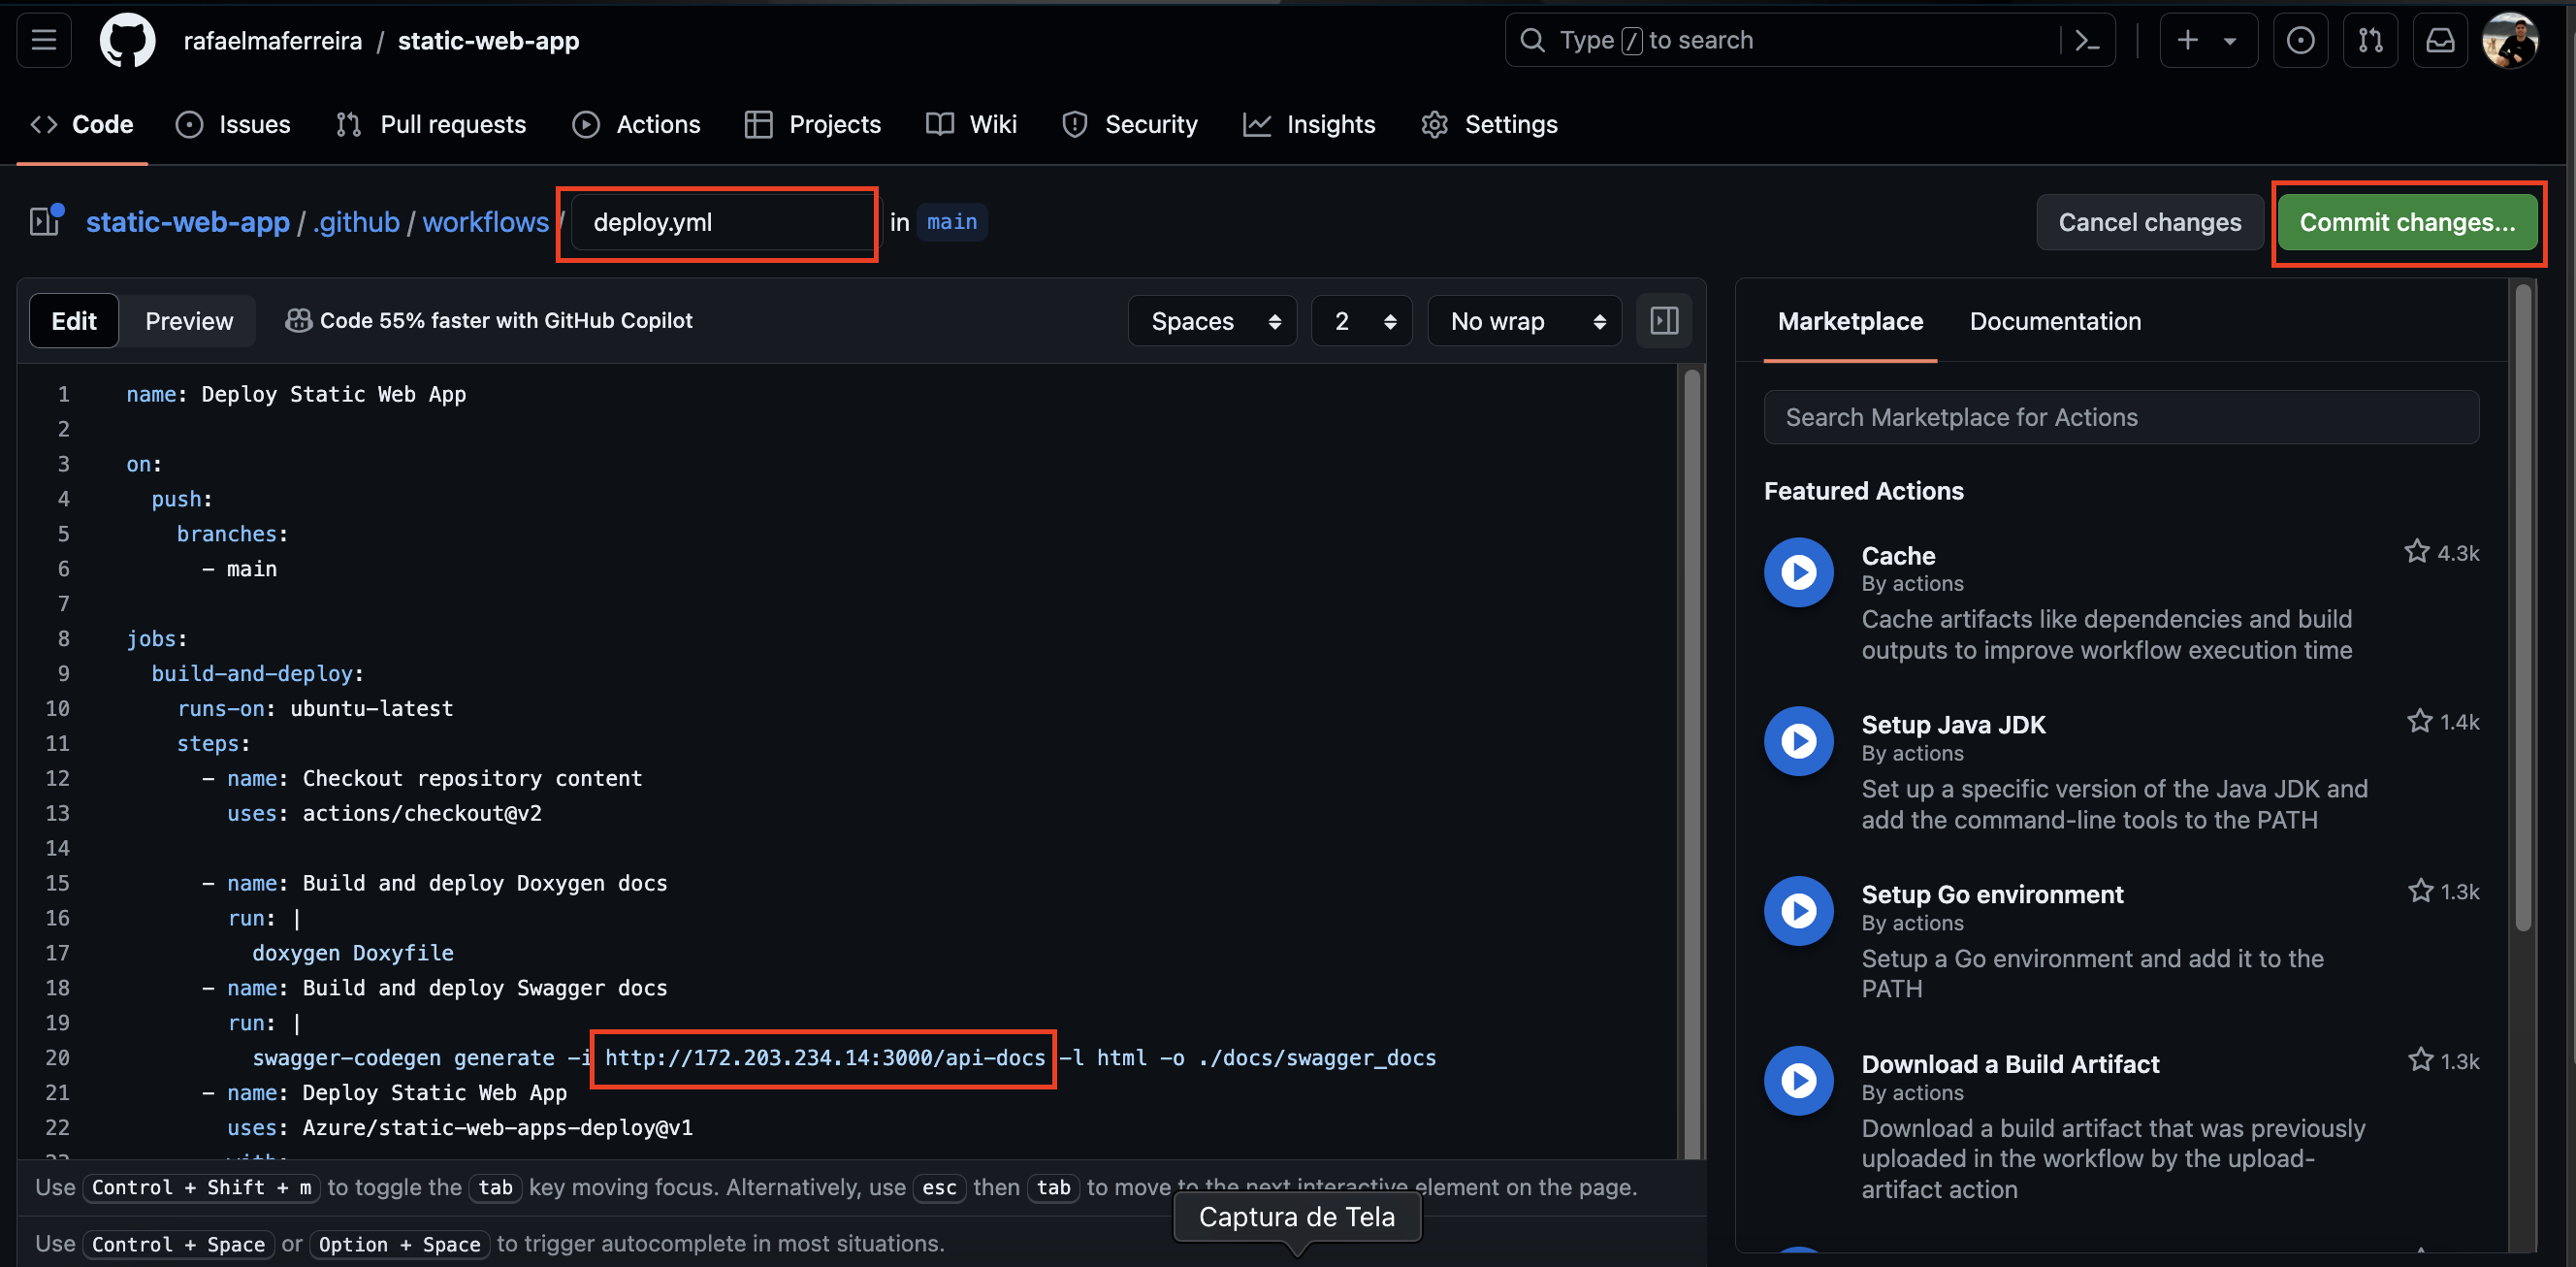 rafaelmaferreira / static-web-app
Type / to search
Code
Issues
Pull requests
Actions
Projects
Wiki
Security
Insights
Settings
static-web-app / .github / workflows / deploy.yml in main
Cancel changes
Commit changes...
Edit
Preview
Code 55% faster with GitHub Copilot
Spaces
2
No wrap
1 name: Deploy Static Web App
2
3 on:
4 push:
5 branches:
6 - main
7
8 jobs:
9 build-and-deploy:
10 runs-on: ubuntu-latest
11 steps:
12 - name: Checkout repository content
13 uses: actions/checkout@v2
14
15 - name: Build and deploy Doxygen docs
16 run: |
17 doxygen Doxyfile
18 - name: Build and deploy Swagger docs
19 run: |
20 swagger-codegen generate -i http://172.203.234.14:3000/api-docs -l html -o ./docs/swagger_docs
21 - name: Deploy Static Web App
22 uses: Azure/static-web-apps-deploy@v1
23 with:
Use Control + Shift + m to toggle the tab key moving focus. Alternatively, use esc then tab to move to the next interactive element on the page.
Use Control + Space or Option + Space to trigger autocomplete in most situations.
Captura de Tela
Marketplace
Documentation
Search Marketplace for Actions
Featured Actions
Cache
4.3k
By actions
Cache artifacts like dependencies and build
outputs to improve workflow execution time
Setup Java JDK
1.4k
By actions
Set up a specific version of the Java JDK and
add the command-line tools to the PATH
Setup Go environment
1.3k
By actions
Setup a Go environment and add it to the
PATH
Download a Build Artifact
1.3k
By actions
Download a build artifact that was previously
uploaded in the workflow by the upload-
artifact action